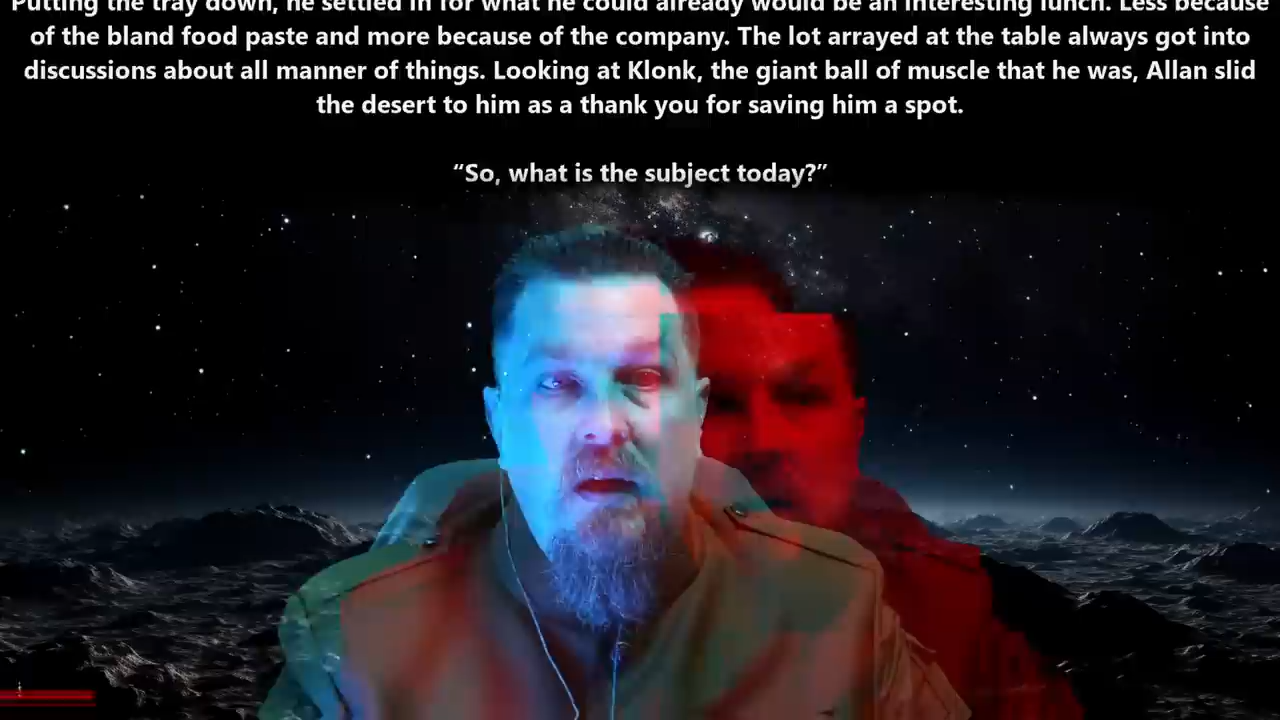 Putting the tray down, he settled in for what he could already would be an interesting lunch. Less because
of the bland food paste and more because of the company. The lot arrayed at the table always got into
discussions about all manner of things. Looking at Klonk, the giant ball of muscle that he was, Allan slid
the desert to him as a thank you for saving him a spot.
“So, what is the subject today?”